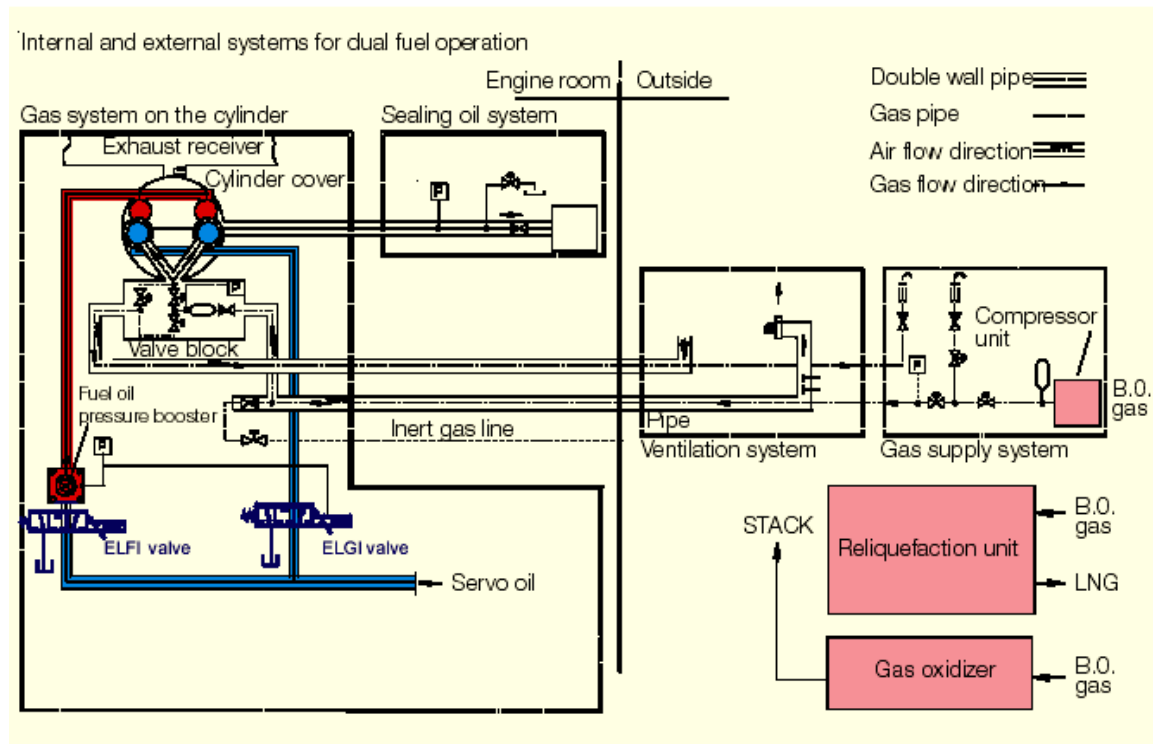 Internal and external systems for dual fuel operation
Engine room
Outside
Double wall pipe
Gas pipe
Air flow direction
Gas flow direction
Gas system on the cylinder
Sealing oil system
Exhaust receiver
Cylinder cover
P
P
Valve block
Compressor
unit
P
B.O.
gas
Fuel oil
pressure booster
Pipe
Inert gas line
P
Ventilation system
Gas supply system
ELFI valve
ELGI valve
Servo oil
STACK
Reliquefaction unit
B.O.
gas
LNG
Gas oxidizer
B.O.
gas